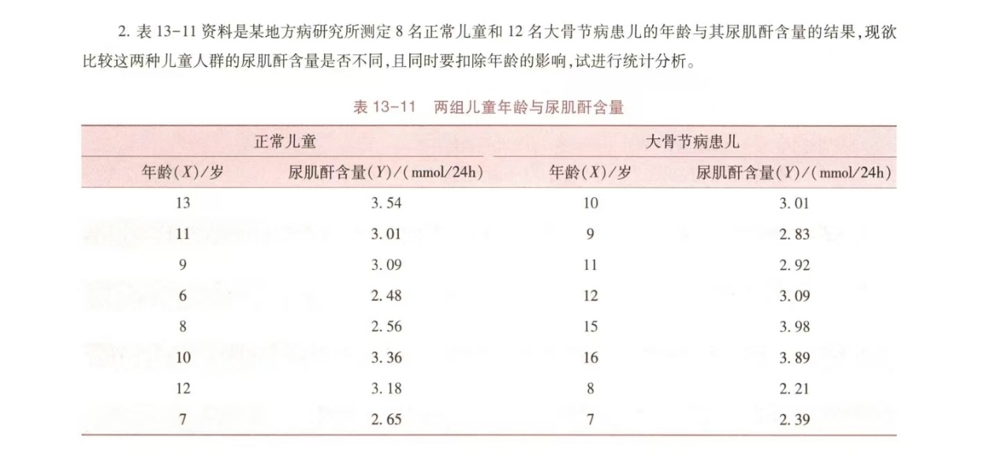 2. 表 13-11 资料是某地方病研究所测定 8 名正常儿童和 12 名大骨节病患儿的年龄与其尿肌酐含量的结果,现欲
比较这两种儿童人群的尿肌酐含量是否不同,且同时要扣除年龄的影响,试进行统计分析。
表 13-11 两组儿童年龄与尿肌酐含量
正常儿童 大骨节病患儿
年龄(X)/岁 尿肌酐含量(Y)/(mmol/24h) 年龄(X)/岁 尿肌酐含量(Y)/(mmol/24h)
13 3.54 10 3.01
11 3.01 9 2.83
9 3.09 11 2.92
6 2.48 12 3.09
8 2.56 15 3.98
10 3.36 16 3.89
12 3.18 8 2.21
7 2.65 7 2.39